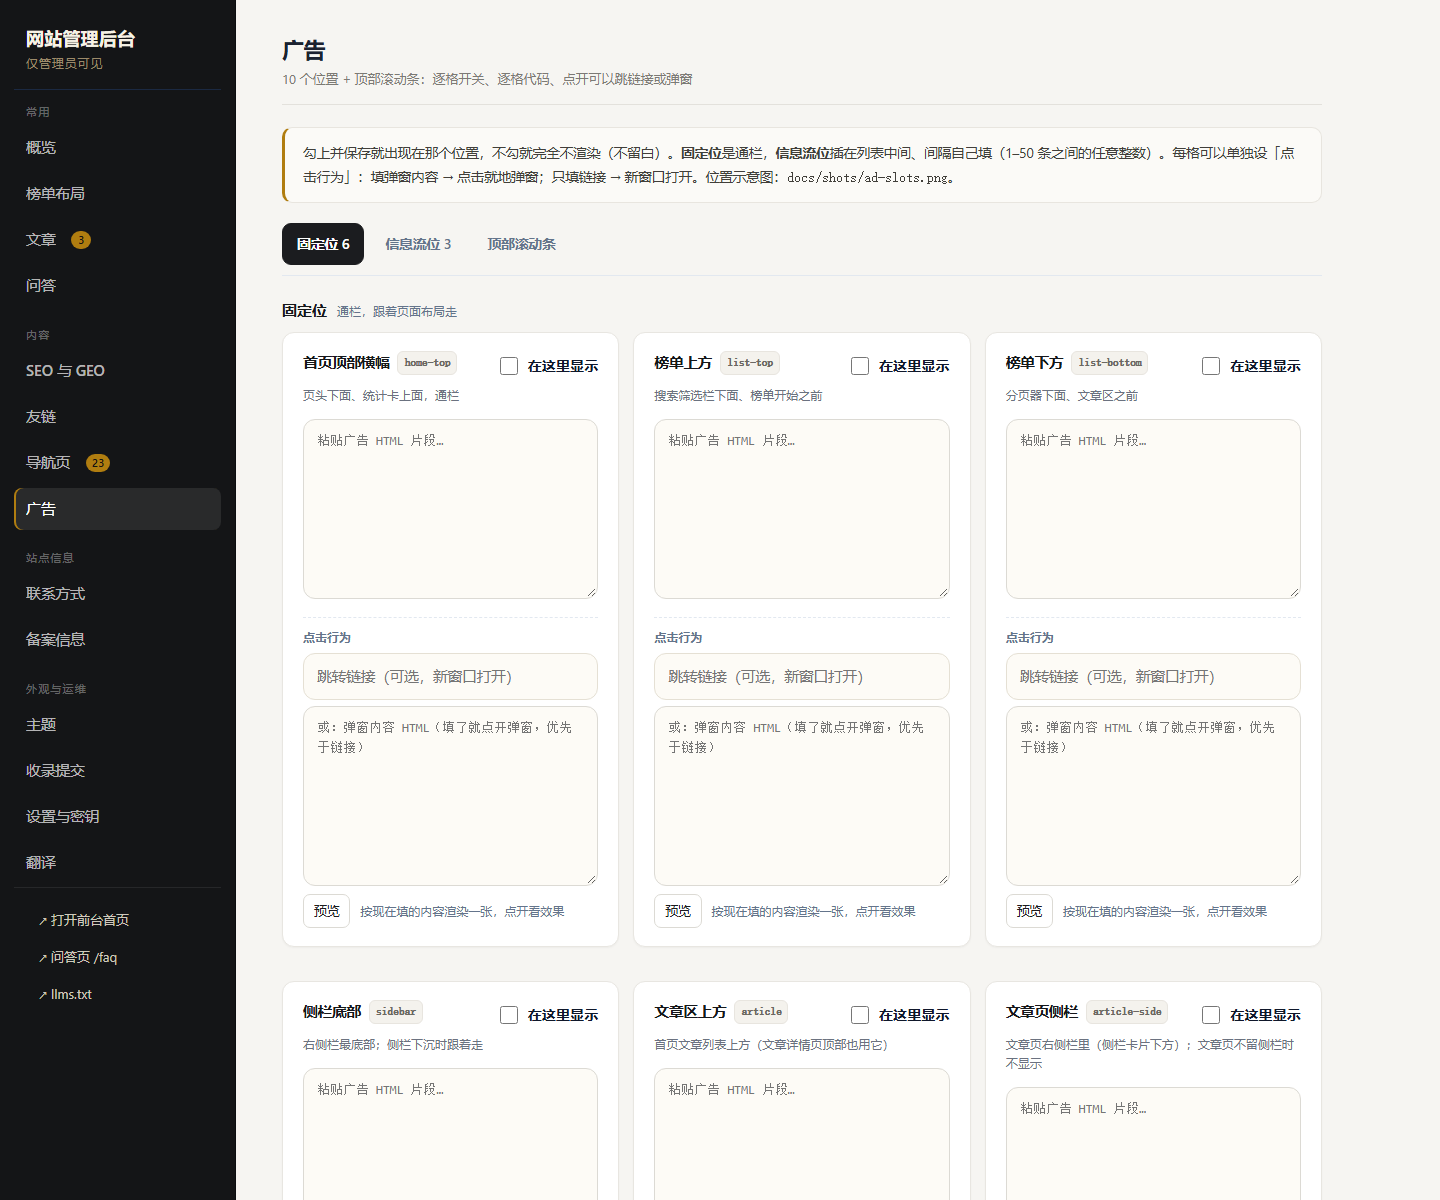 网站管理后台
仅管理员可见
常用
概览
榜单布局
文章 3
问答
内容
SEO 与 GEO
友链
导航页 23
广告
站点信息
联系方式
备案信息
外观与运维
主题
收录提交
设置与密钥
翻译
↗ 打开前台首页
↗ 问答页 /faq
↗ llms.txt
广告
10 个位置 + 顶部滚动条：逐格开关、逐格代码、点开可以跳链接或弹窗
勾上并保存就出现在那个位置，不勾就完全不渲染（不留白）。固定位是通栏，信息流位插在列表中间、间隔自己填（1–50 条之间的任意整数）。每格可以单独设「点
击行为」：填弹窗内容 → 点击就地弹窗；只填链接 → 新窗口打开。位置示意图：docs/shots/ad-slots.png。
固定位 6 信息流位 3 顶部滚动条
固定位 通栏，跟着页面布局走
首页顶部横幅 home-top 在这里显示
页头下面、统计卡上面，通栏
粘贴广告 HTML 片段…
点击行为
跳转链接（可选，新窗口打开）
或：弹窗内容 HTML（填了就点开弹窗，优先
于链接）
预览 按现在填的内容渲染一张，点开看效果
榜单上方 list-top 在这里显示
搜索筛选栏下面、榜单开始之前
粘贴广告 HTML 片段…
点击行为
跳转链接（可选，新窗口打开）
或：弹窗内容 HTML（填了就点开弹窗，优先
于链接）
预览 按现在填的内容渲染一张，点开看效果
榜单下方 list-bottom 在这里显示
分页器下面、文章区之前
粘贴广告 HTML 片段…
点击行为
跳转链接（可选，新窗口打开）
或：弹窗内容 HTML（填了就点开弹窗，优先
于链接）
预览 按现在填的内容渲染一张，点开看效果
侧栏底部 sidebar 在这里显示
右侧栏最底部；侧栏下沉时跟着走
粘贴广告 HTML 片段…
文章区上方 article 在这里显示
首页文章列表上方（文章详情页顶部也用它）
粘贴广告 HTML 片段…
文章页侧栏 article-side 在这里显示
文章页右侧栏里（侧栏卡片下方）；文章页不留侧栏时
不显示
粘贴广告 HTML 片段…